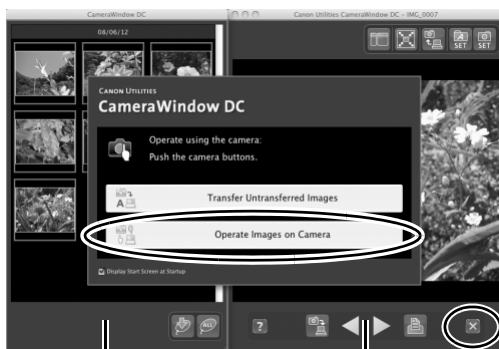 CameraWindow DC
Canon Utilities CameraWindow DC - IMG_0007
08/06/12
SET
SET
CANON UTILITIES
CameraWindow DC
Operate using the camera:
Push the camera buttons.
A
Transfer Untransferred Images
Operate Images on Camera
Display Start Screen at Startup
ALL
?